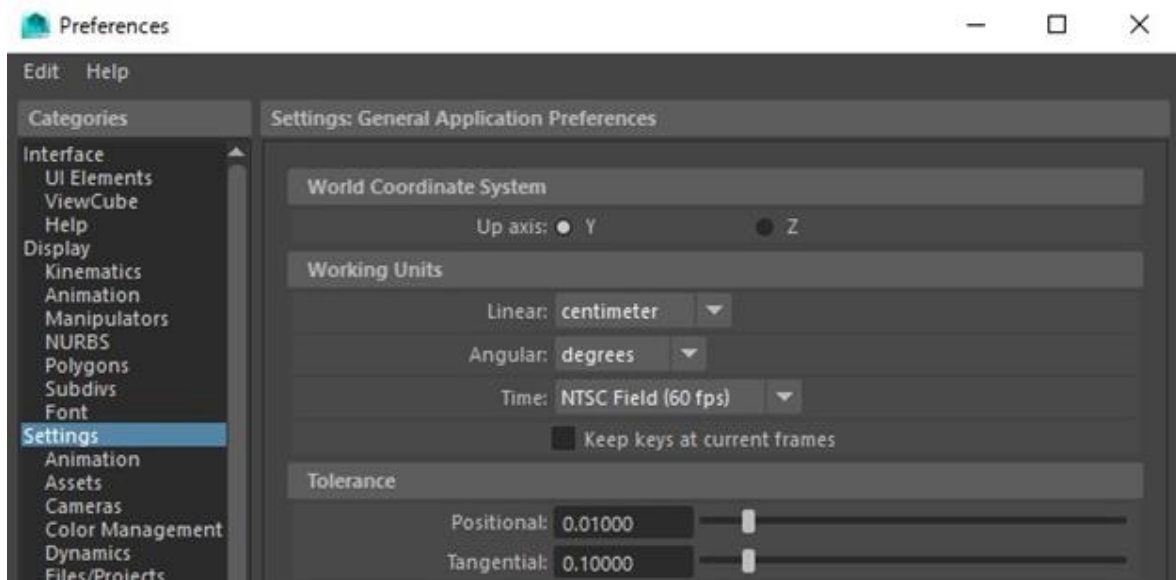 Preferences
Edit Help
Categories
Interface
UI Elements
ViewCube
Help
Display
Kinematics
Animation
Manipulators
NURBS
Polygons
Subdivs
Font
Settings
Animation
Assets
Cameras
Color Management
Dynamics
Files/Projects
Settings: General Application Preferences
World Coordinate System
Up axis: Y Z
Working Units
Linear: centimeter
Angular: degrees
Time: NTSC Field (60 fps)
Keep keys at current frames
Tolerance
Positional: 0.01000
Tangential: 0.10000